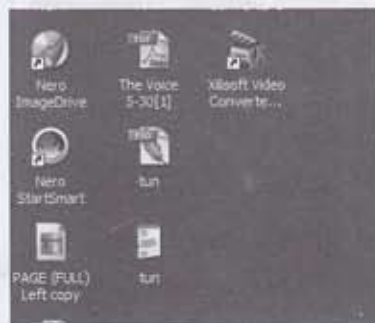 Nero
ImageDrive
The Voice
5-30[1]
Xilisoft Video
Converte...
Nero
StartSmart
tun
PAGE (FULL)
Left copy
tun